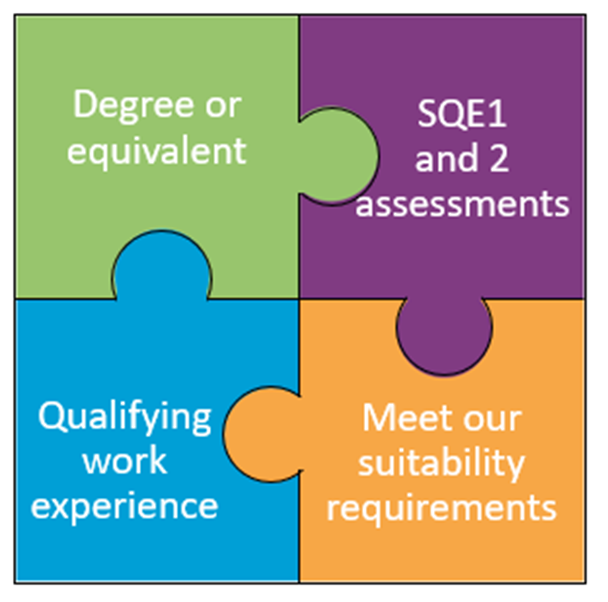 Degree or
equivalent
SQE1
and 2
assessments
Qualifying
work
experience
Meet our
suitability
requirements